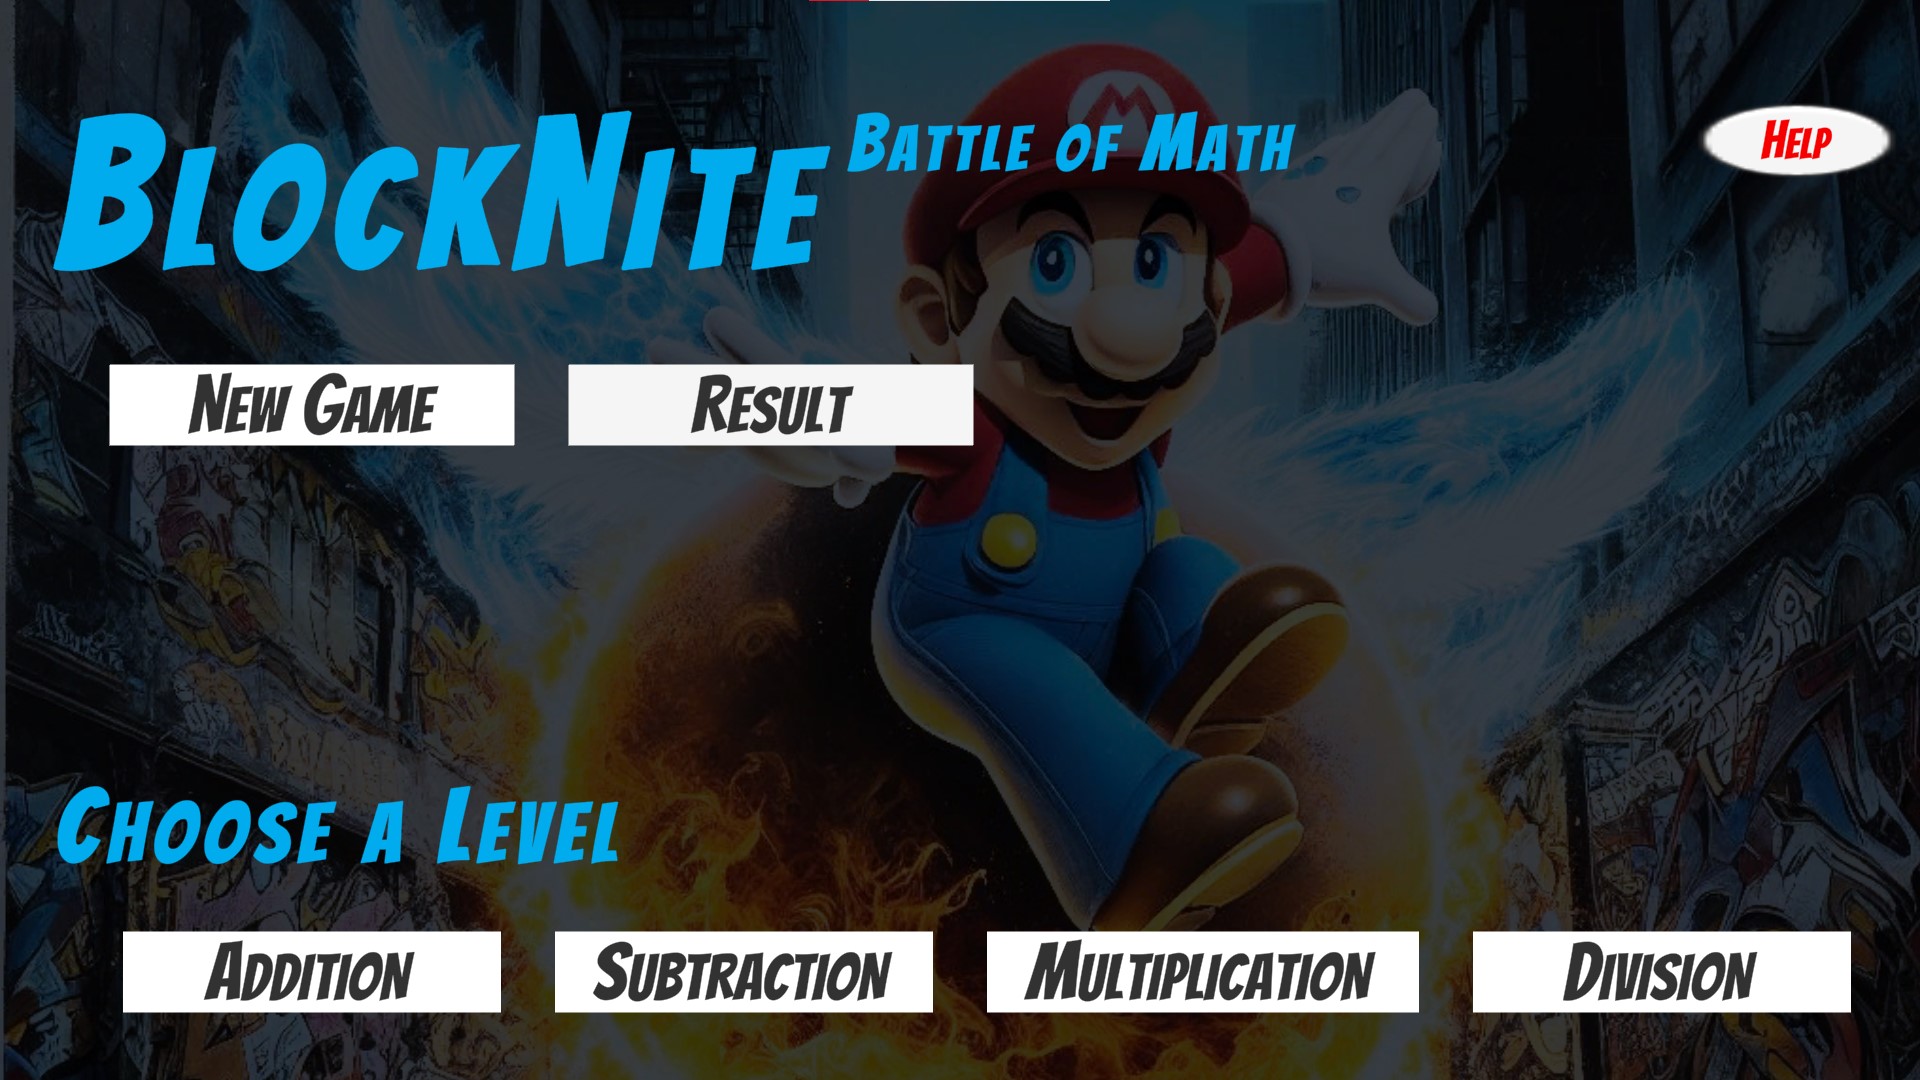 BlockNite Battle of Math
Help
New Game
Result
Choose a Level
Addition
Subtraction
Multiplication
Division